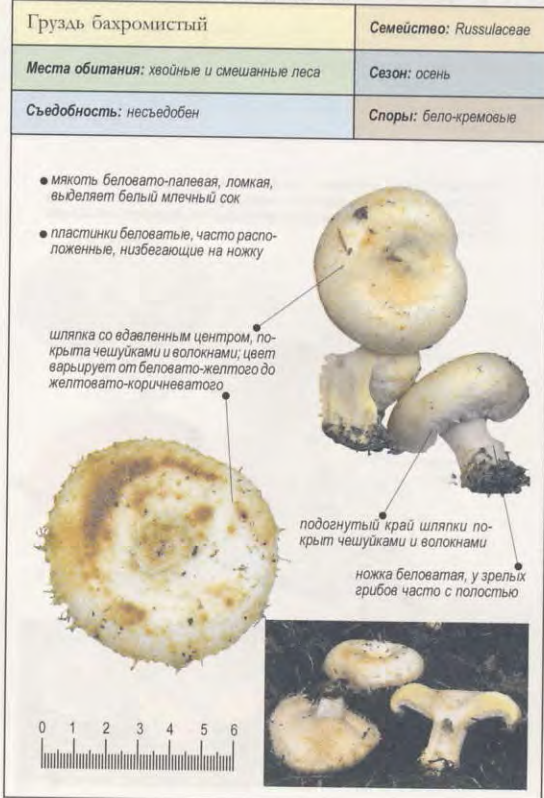 Груздь бахромистый
Семейство: Russulaceae
Места обитания: хвойные и смешанные леса
Сезон: осень
Съедобность: несъедобен
Споры: бело-кремовые
• мякоть беловато-палевая, ломкая,
выделяет белый млечный сок
• пластинки беловатые, часто распо-
ложенные, низбегающие на ножку
шляпка со вдавленным центром, по-
крыта чешуйками и волокнами; цвет
варьирует от беловато-желтого до
желтовато-коричневатого
подогнутый край шляпки по-
крыт чешуйками и волокнами
ножка беловатая, у зрелых
грибов часто с полостью
0 1 2 3 4 5 6